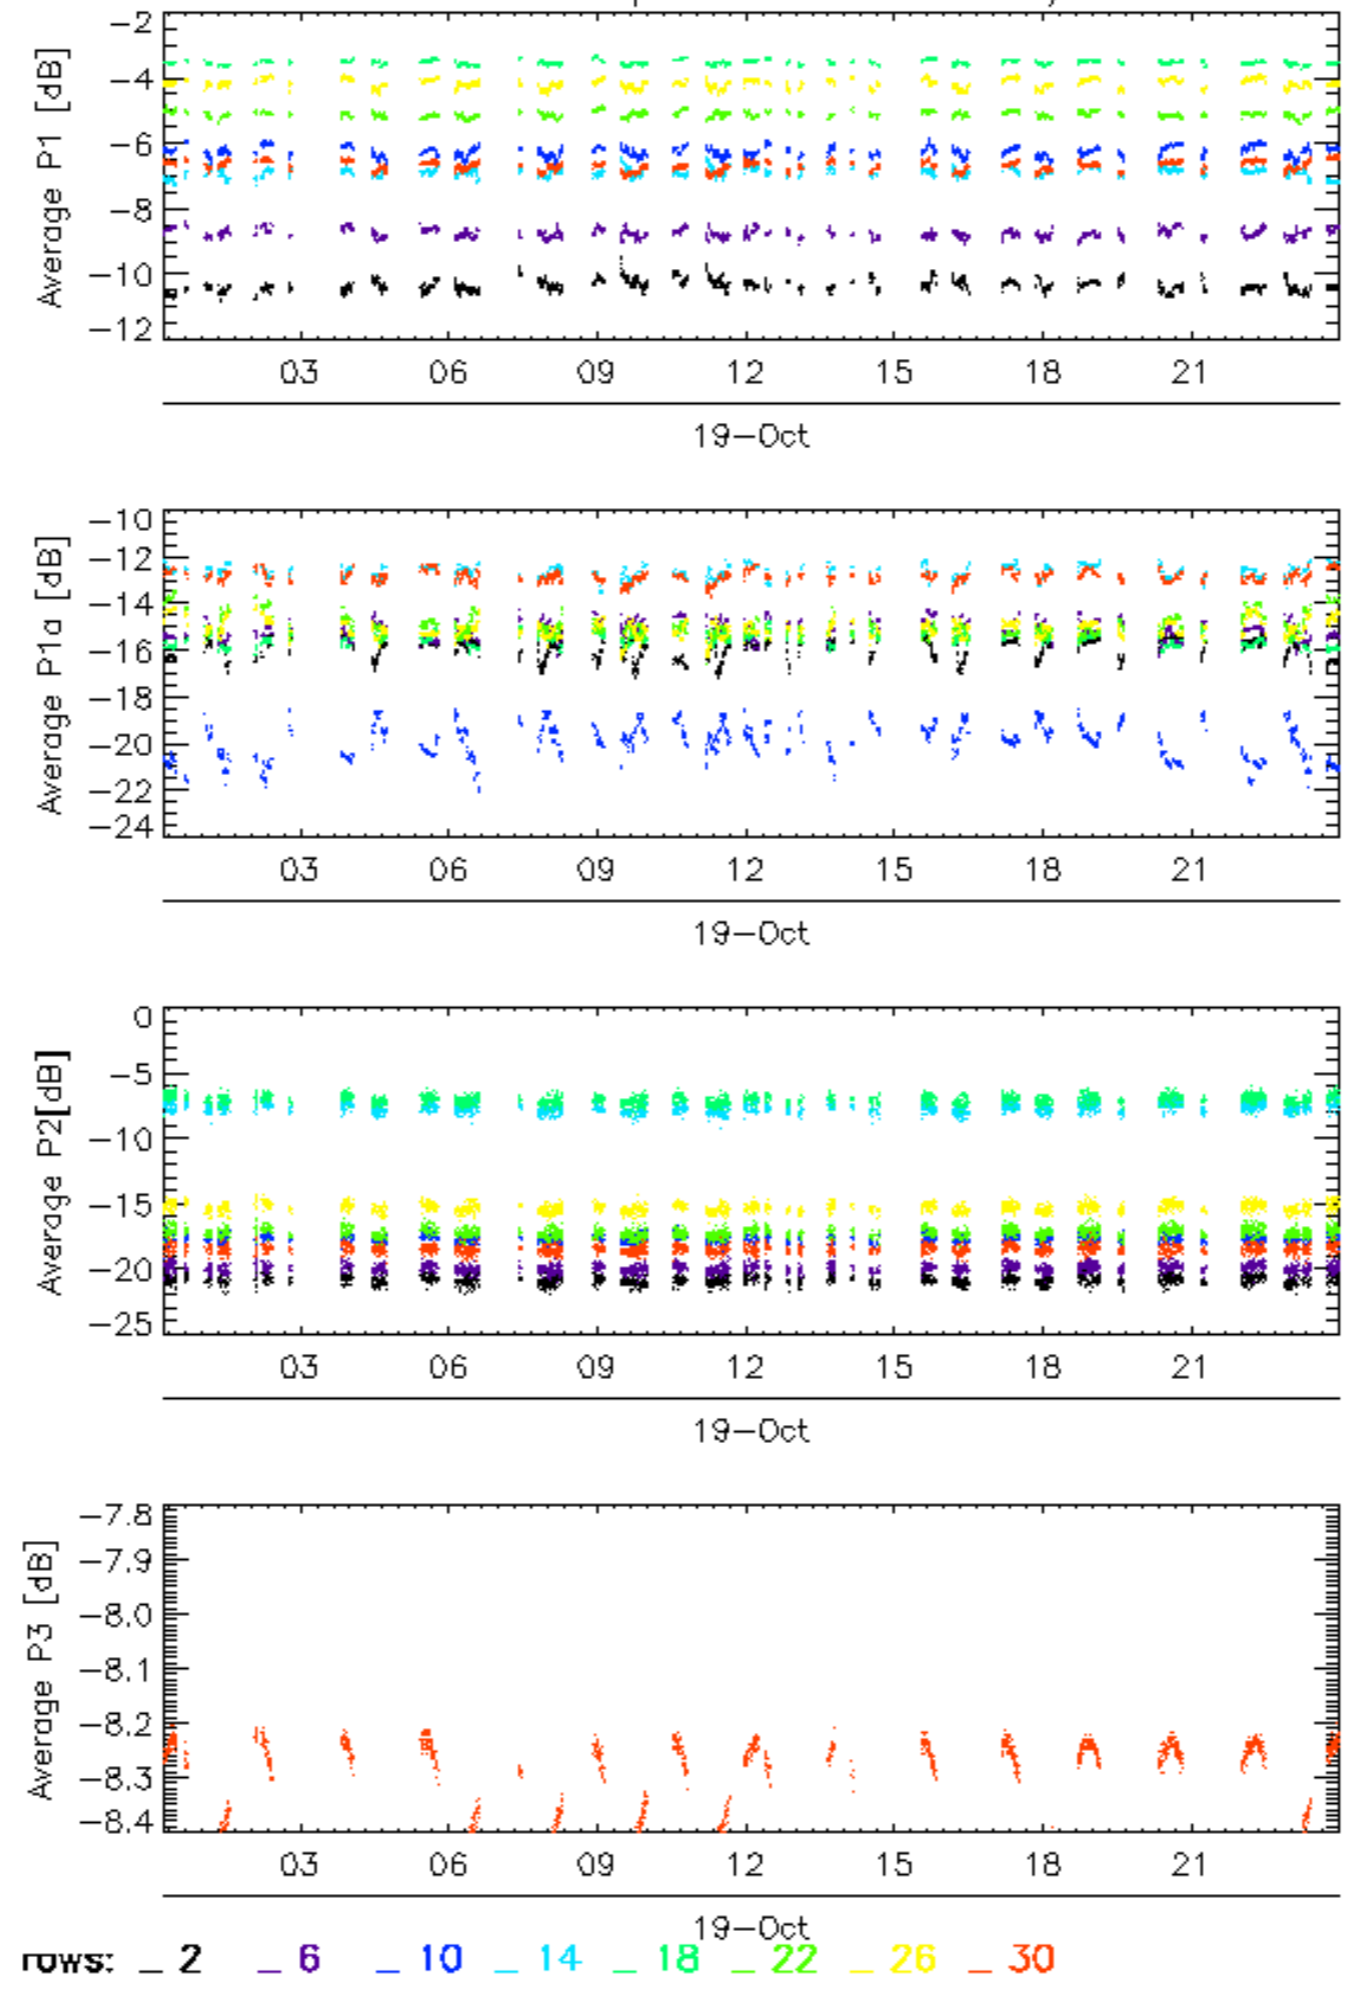 Average P1 [dB]
-2
-4
-6
-8
-10
-12
03 06 09 12 15 18 21
19-Oct
Average P1a [dB]
-10
-12
-14
-16
-18
-20
-22
-24
03 06 09 12 15 18 21
19-Oct
Average P2[dB]
0
-5
-10
-15
-20
-25
03 06 09 12 15 18 21
19-Oct
Average P3 [dB]
-7.8
-7.9
-8.0
-8.1
-8.2
-8.3
-8.4
03 06 09 12 15 18 21
19-Oct
rows: _ 2 _ 6 _ 10 _ 14 _ 18 _ 22 _ 26 _ 30